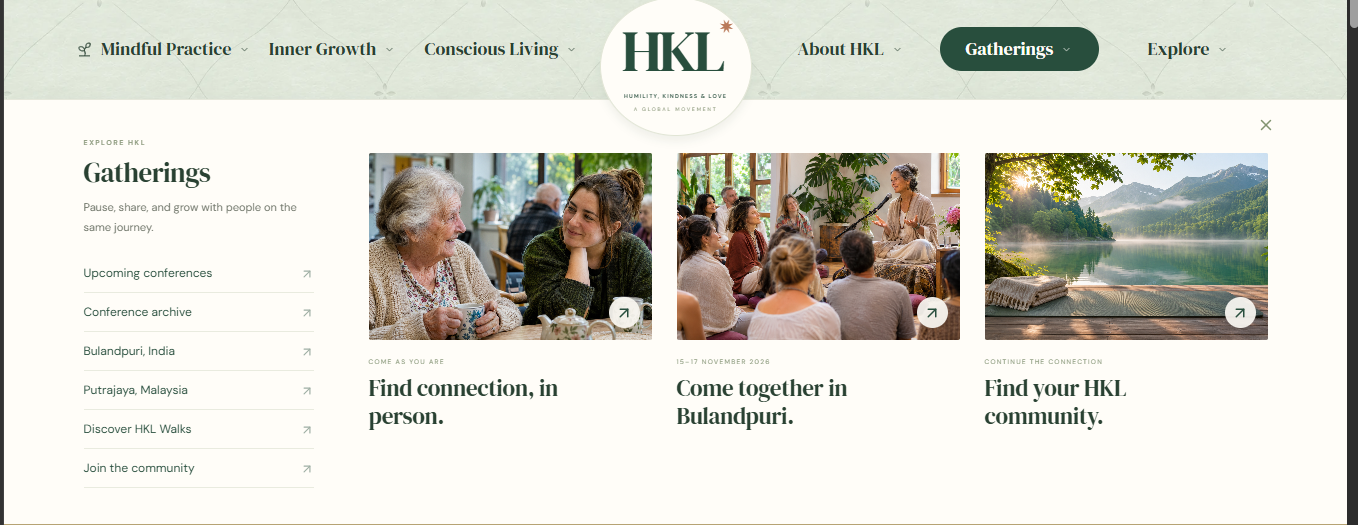 Mindful Practice
Inner Growth
Conscious Living
HKL
HUMILITY, KINDNESS & LOVE
A GLOBAL MOVEMENT
About HKL
Gatherings
Explore
EXPLORE HKL
Gatherings
Pause, share, and grow with people on the
same journey.
Upcoming conferences
Conference archive
Bulandpuri, India
Putrajaya, Malaysia
Discover HKL Walks
Join the community
COME AS YOU ARE
Find connection, in
person.
15–17 NOVEMBER 2026
Come together in
Bulandpuri.
CONTINUE THE CONNECTION
Find your HKL
community.